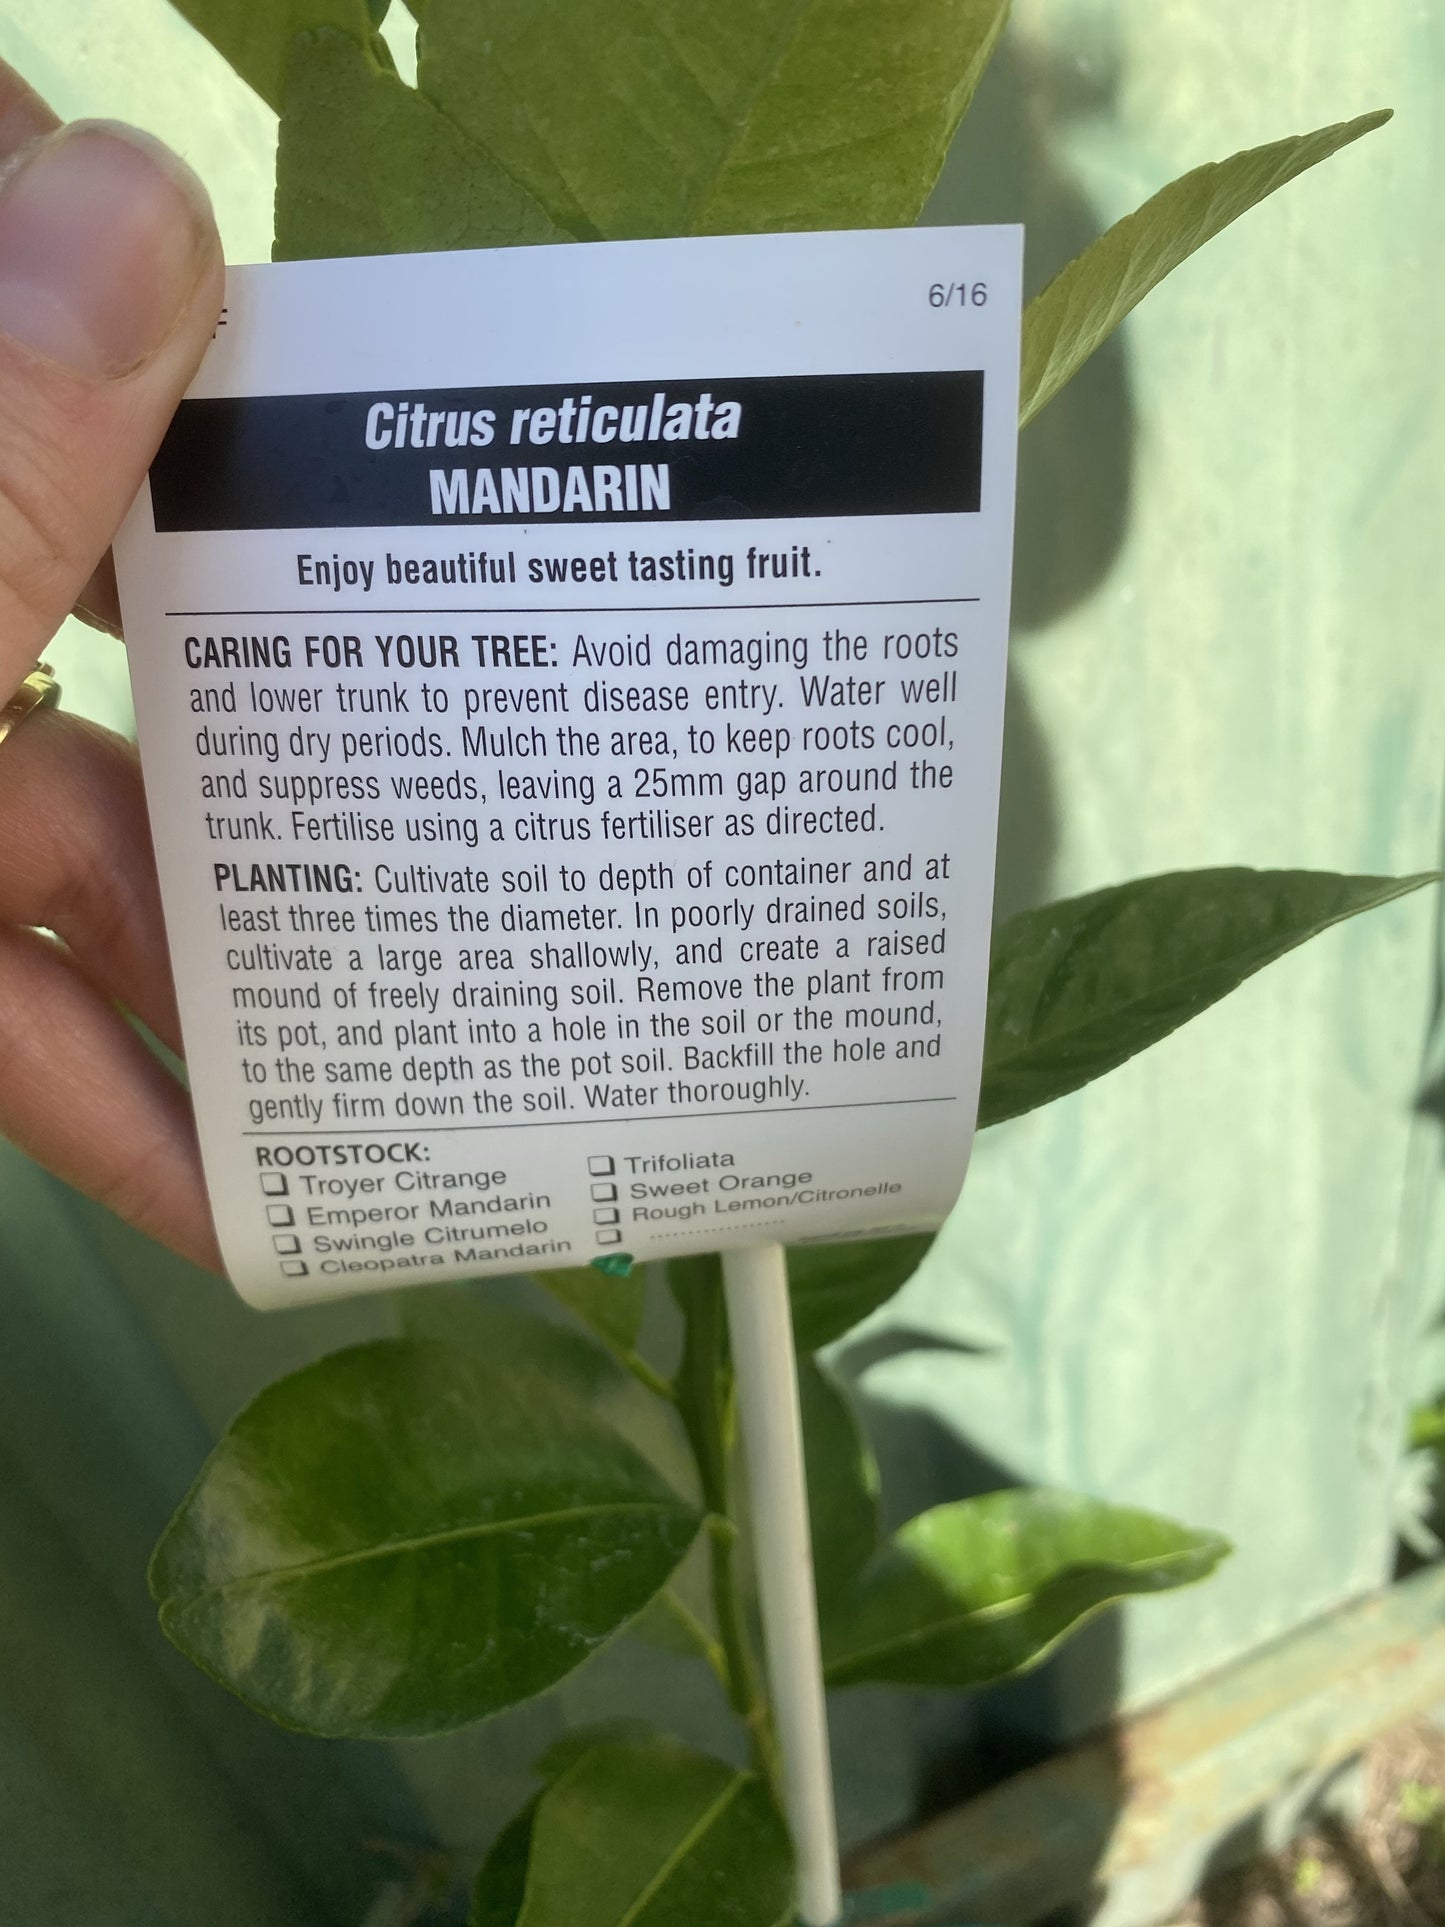 6/16
Citrus reticulata
MANDARIN
Enjoy beautiful sweet tasting fruit.
CARING FOR YOUR TREE: Avoid damaging the roots
and lower trunk to prevent disease entry. Water well
during dry periods. Mulch the area, to keep roots cool,
and suppress weeds, leaving a 25mm gap around the
trunk. Fertilise using a citrus fertiliser as directed.
PLANTING: Cultivate soil to depth of container and at
least three times the diameter. In poorly drained soils,
cultivate a large area shallowly, and create a raised
mound of freely draining soil. Remove the plant from
its pot, and plant into a hole in the soil or the mound,
to the same depth as the pot soil. Backfill the hole and
gently firm down the soil. Water thoroughly.
ROOTSTOCK:
Troyer Citrange
Emperor Mandarin
Swingle Citrumelo
Cleopatra Mandarin
Trifoliata
Sweet Orange
Rough Lemon/Citronelle